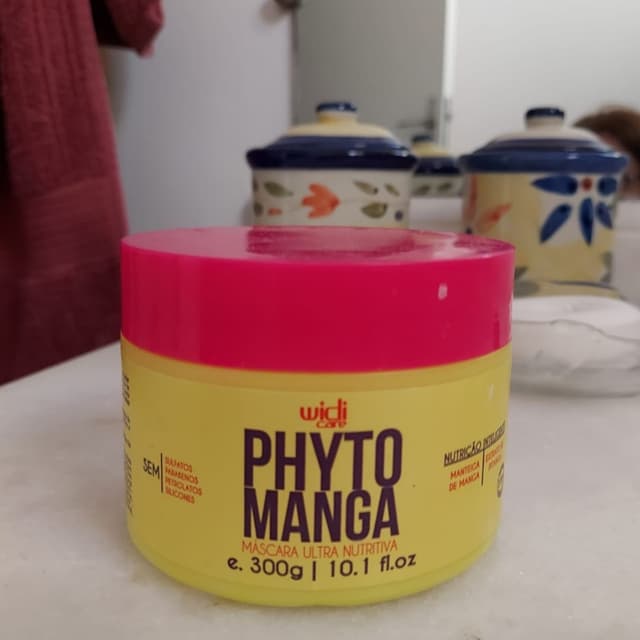 widi
care
PHYTO
MANGA
MÁSCARA ULTRA NUTRITIVA
e. 300g | 10.1 fl.oz
SEM
SULFATOS
PARABENOS
PETROLATOS
SILICONES
NUTRIÇÃO
MANTEIGA
DE MANGA